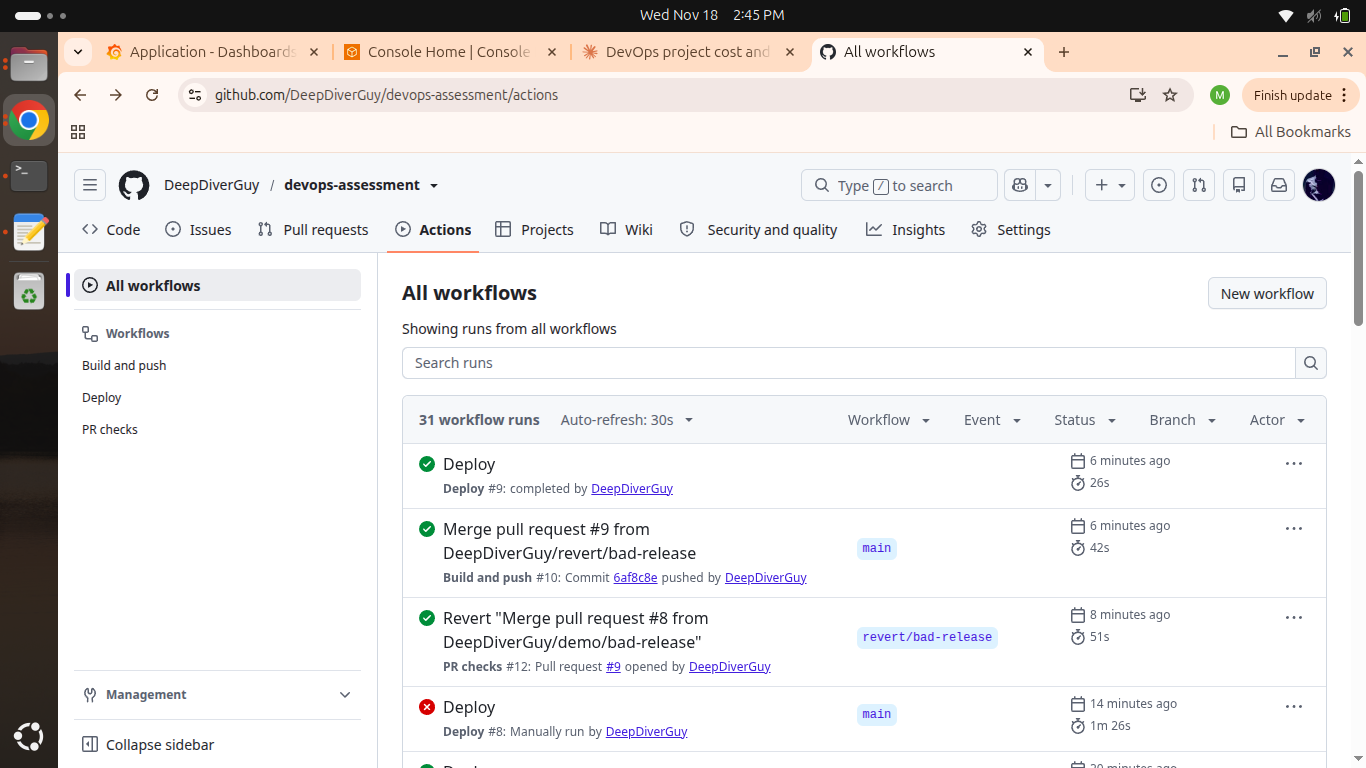 Wed Nov 18 2:45 PM
Application - Dashboards
Console Home | Console
DevOps project cost and
All workflows
github.com/DeepDiverGuy/devops-assessment/actions
M
Finish update
All Bookmarks
DeepDiverGuy / devops-assessment
Type / to search
Code
Issues
Pull requests
Actions
Projects
Wiki
Security and quality
Insights
Settings
All workflows
Workflows
Build and push
Deploy
PR checks
Management
Collapse sidebar
All workflows
New workflow
Showing runs from all workflows
Search runs
31 workflow runs Auto-refresh: 30s Workflow Event Status Branch Actor
Deploy
6 minutes ago
Deploy #9: completed by DeepDiverGuy
26s
Merge pull request #9 from
DeepDiverGuy/revert/bad-release
main
6 minutes ago
42s
Build and push #10: Commit 6af8c8e pushed by DeepDiverGuy
Revert "Merge pull request #8 from
DeepDiverGuy/demo/bad-release"
revert/bad-release
8 minutes ago
51s
PR checks #12: Pull request #9 opened by DeepDiverGuy
Deploy
main
14 minutes ago
Deploy #8: Manually run by DeepDiverGuy
1m 26s